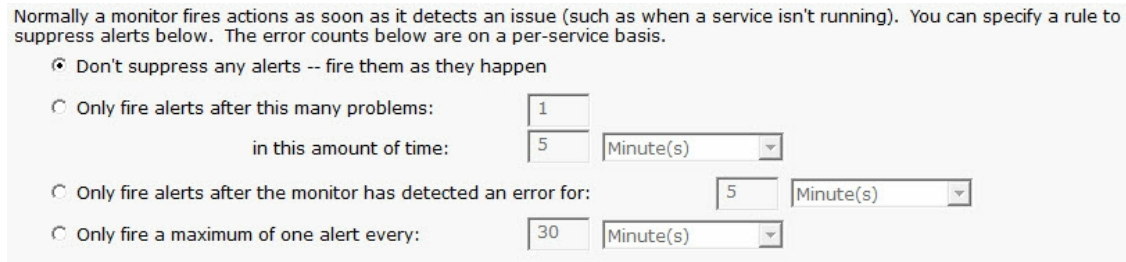 Normally a monitor fires actions as soon as it detects an issue (such as when a service isn't running).  You can specify a rule to
suppress alerts below.  The error counts below are on a per-service basis.
Don't suppress any alerts -- fire them as they happen
Only fire alerts after this many problems: 1
in this amount of time: 5 Minute(s)
Only fire alerts after the monitor has detected an error for: 5 Minute(s)
Only fire a maximum of one alert every: 30 Minute(s)